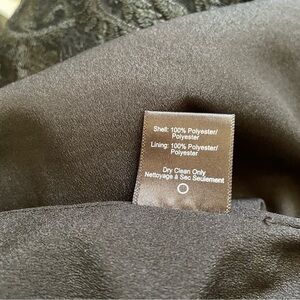 Shell: 100% Polyester/
Polyester
Lining: 100% Polyester/
Polyester
Dry Clean Only
Nettoyage à Sec Seulement